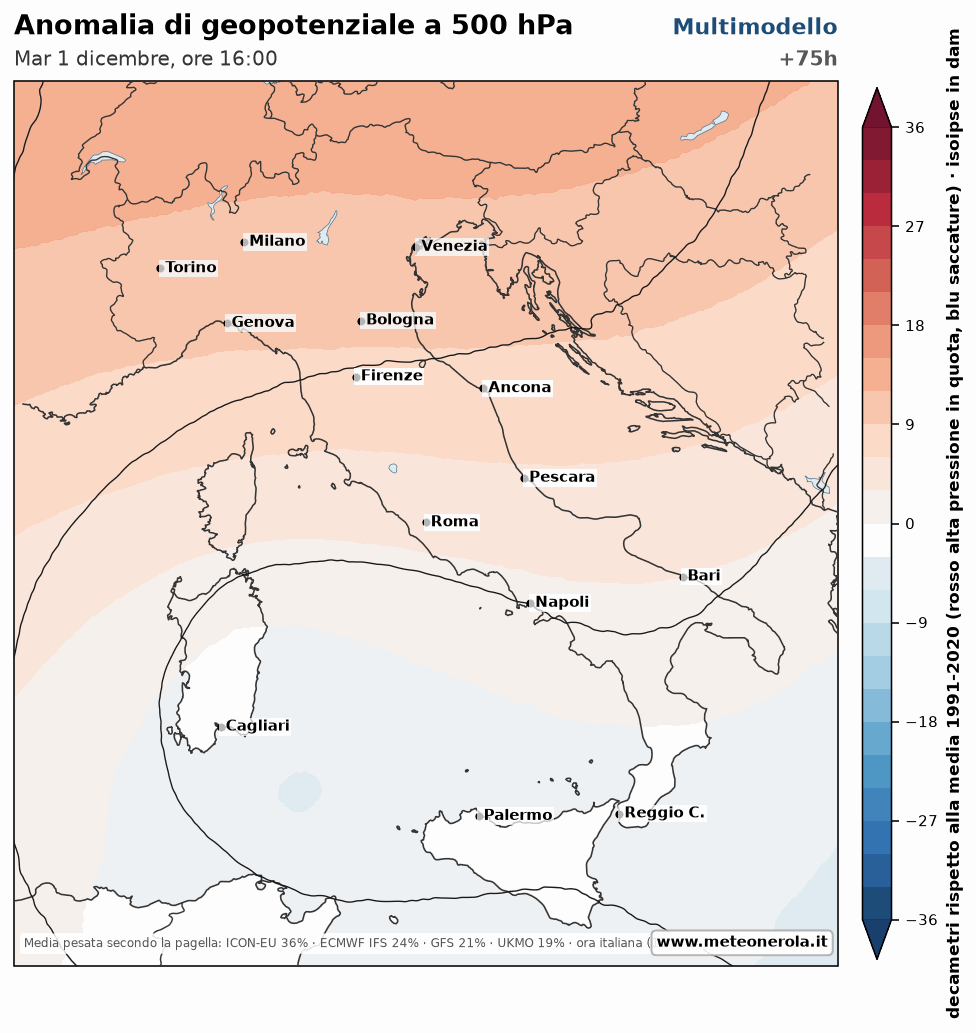 Anomalia di geopotenziale a 500 hPa
Multimodello
Mar 1 dicembre, ore 16:00
+75h
Milano
Venezia
Torino
Genova
Bologna
Firenze
Ancona
Pescara
Roma
Bari
Napoli
Cagliari
Palermo
Reggio C.
36
27
18
9
0
−9
−18
−27
−36
decametri rispetto alla media 1991-2020 (rosso alta pressione in quota, blu saccature) · isoipse in dam
Media pesata secondo la pagella: ICON-EU 36% · ECMWF IFS 24% · GFS 21% · UKMO 19% · ora italiana (
www.meteonerola.it